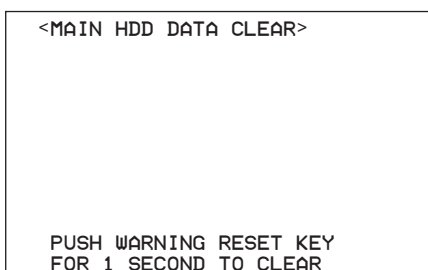 <MAIN HDD DATA CLEAR>
PUSH WARNING RESET KEY
FOR 1 SECOND TO CLEAR